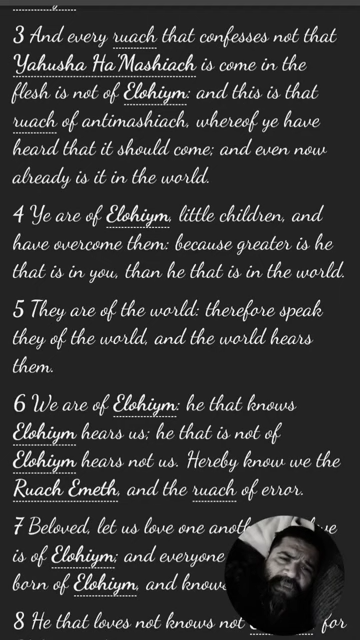 3 And every ruach that confesses not that
Yahusha Ha'Mashiach is come in the
flesh is not of Elohiym: and this is that
ruach of antimashiach, whereof ye have
heard that it should come; and even now
already is it in the world.
4 Ye are of Elohiym, little children, and
have overcome them: because greater is he
that is in you, than he that is in the world.
5 They are of the world: therefore speak
they of the world, and the world hears
them.
6 We are of Elohiym: he that knows
Elohiym hears us; he that is not of
Elohiym hears not us. Hereby know we the
Ruach Emeth, and the ruach of error.
7 Beloved, let us love one
is of Elohiym; and everyone
born of Elohiym, and
8 He that loves not knows not for